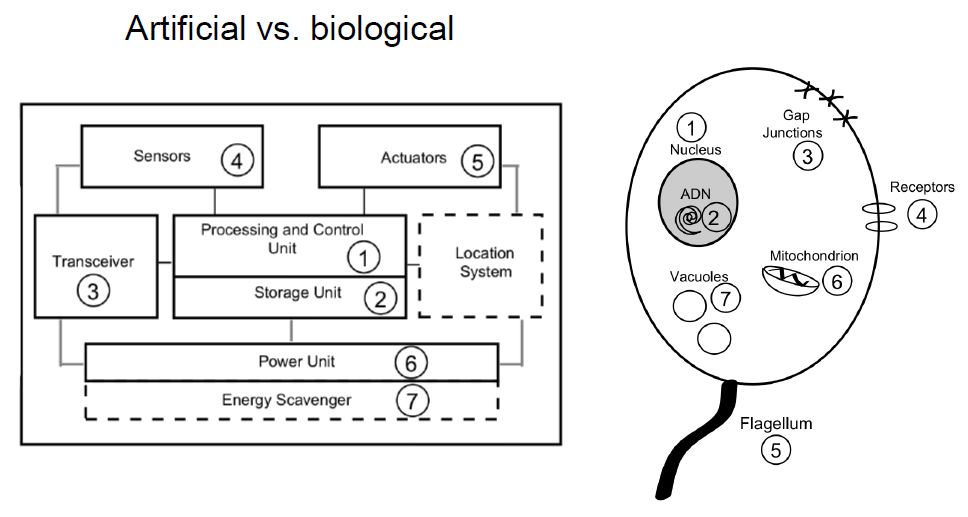 Artificial vs. biological
Sensors
4
Actuators
5
Transceiver
3
Processing and Control
Unit
1
Storage Unit
2
Location
System
Power Unit
6
Energy Scavenger
7
1
Nucleus
ADN
2
Gap
Junctions
3
Receptors
4
Mitochondrion
6
Vacuoles
7
Flagellum
5